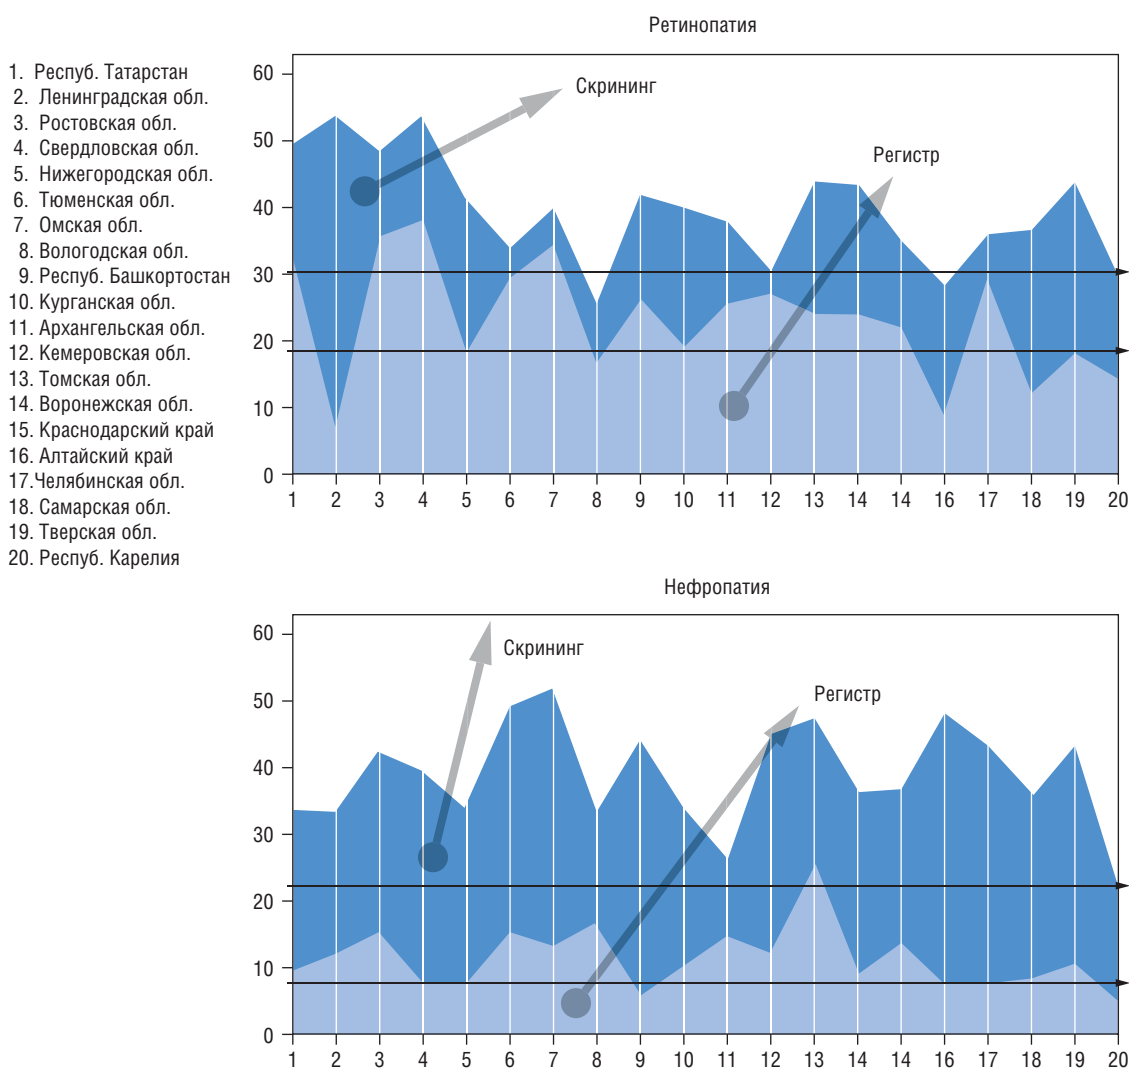 Ретинопатия
1. Респуб. Татарстан
2. Ленинградская обл.
3. Ростовская обл.
4. Свердловская обл.
5. Нижегородская обл.
6. Тюменская обл.
7. Омская обл.
8. Вологодская обл.
9. Респуб. Башкортостан
10. Курганская обл.
11. Архангельская обл.
12. Кемеровская обл.
13. Томская обл.
14. Воронежская обл.
15. Краснодарский край
16. Алтайский край
17.Челябинская обл.
18. Самарская обл.
19. Тверская обл.
20. Респуб. Карелия
60
50
40
30
20
10
0
Скрининг
Регистр
1 2 3 4 5 6 7 8 9 10 11 12 13 14 14 16 17 18 19 20
Нефропатия
60
50
40
30
20
10
0
Скрининг
Регистр
1 2 3 4 5 6 7 8 9 10 11 12 13 14 14 16 17 18 19 20